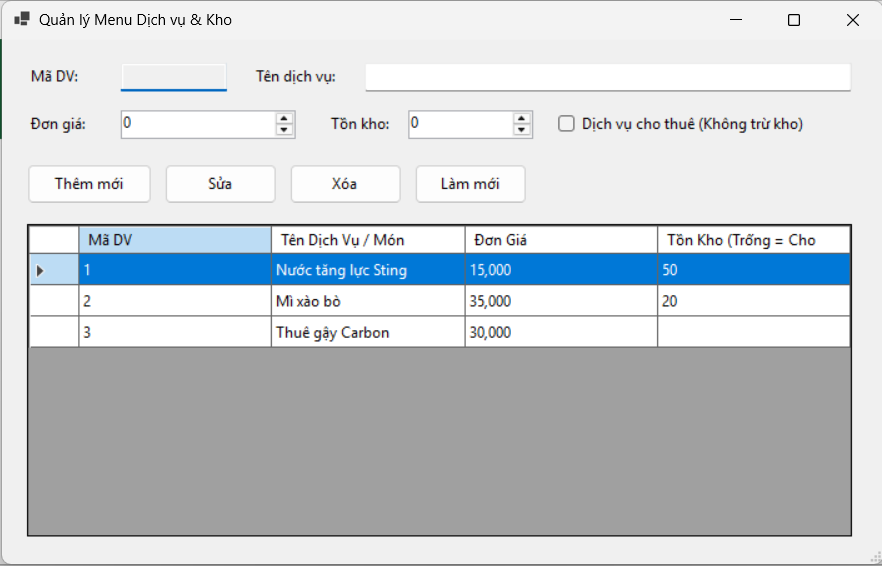 Quản lý Menu Dịch vụ & Kho
Mã DV: Tên dịch vụ:
Đơn giá: 0 Tồn kho: 0 Dịch vụ cho thuê (Không trừ kho)
Thêm mới Sửa Xóa Làm mới
Mã DV Tên Dịch Vụ / Món Đơn Giá Tồn Kho (Trống = Cho
1 Nước tăng lực Sting 15,000 50
2 Mì xào bò 35,000 20
3 Thuê gậy Carbon 30,000